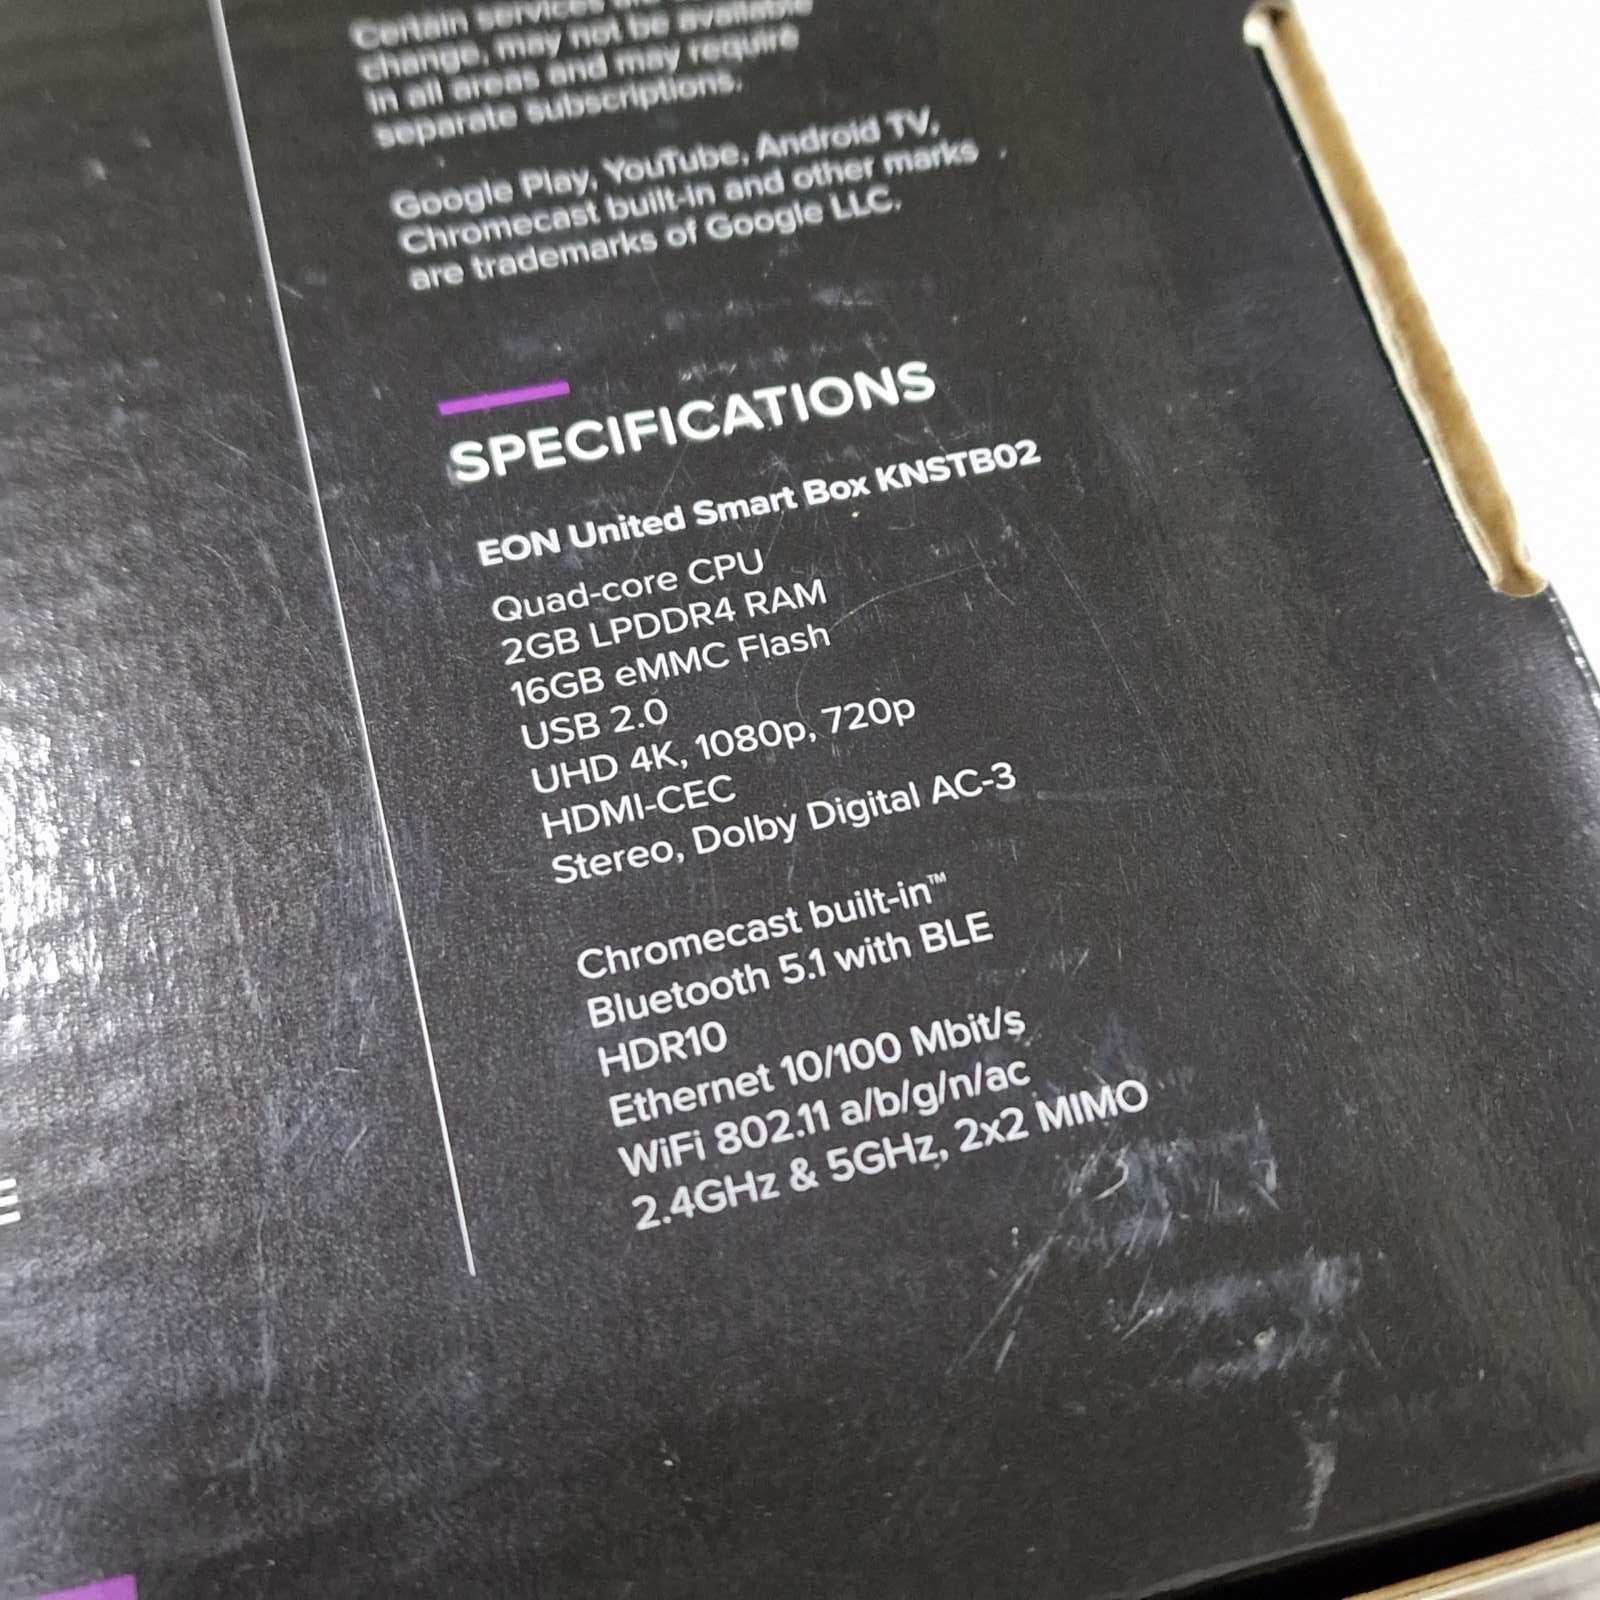 Certain services are
change, may not be available
in all areas and may require
separate subscriptions.
Google Play, YouTube, Android TV,
Chromecast built-in and other marks
are trademarks of Google LLC.
SPECIFICATIONS
EON United Smart Box KNSTB02
Quad-core CPU
2GB LPDDR4 RAM
16GB eMMC Flash
USB 2.0
UHD 4K, 1080p, 720p
HDMI-CEC
Stereo, Dolby Digital AC-3
Chromecast built-in™
Bluetooth 5.1 with BLE
HDR10
Ethernet 10/100 Mbit/s
WiFi 802.11 a/b/g/n/ac
2.4GHz & 5GHz, 2x2 MIMO
E